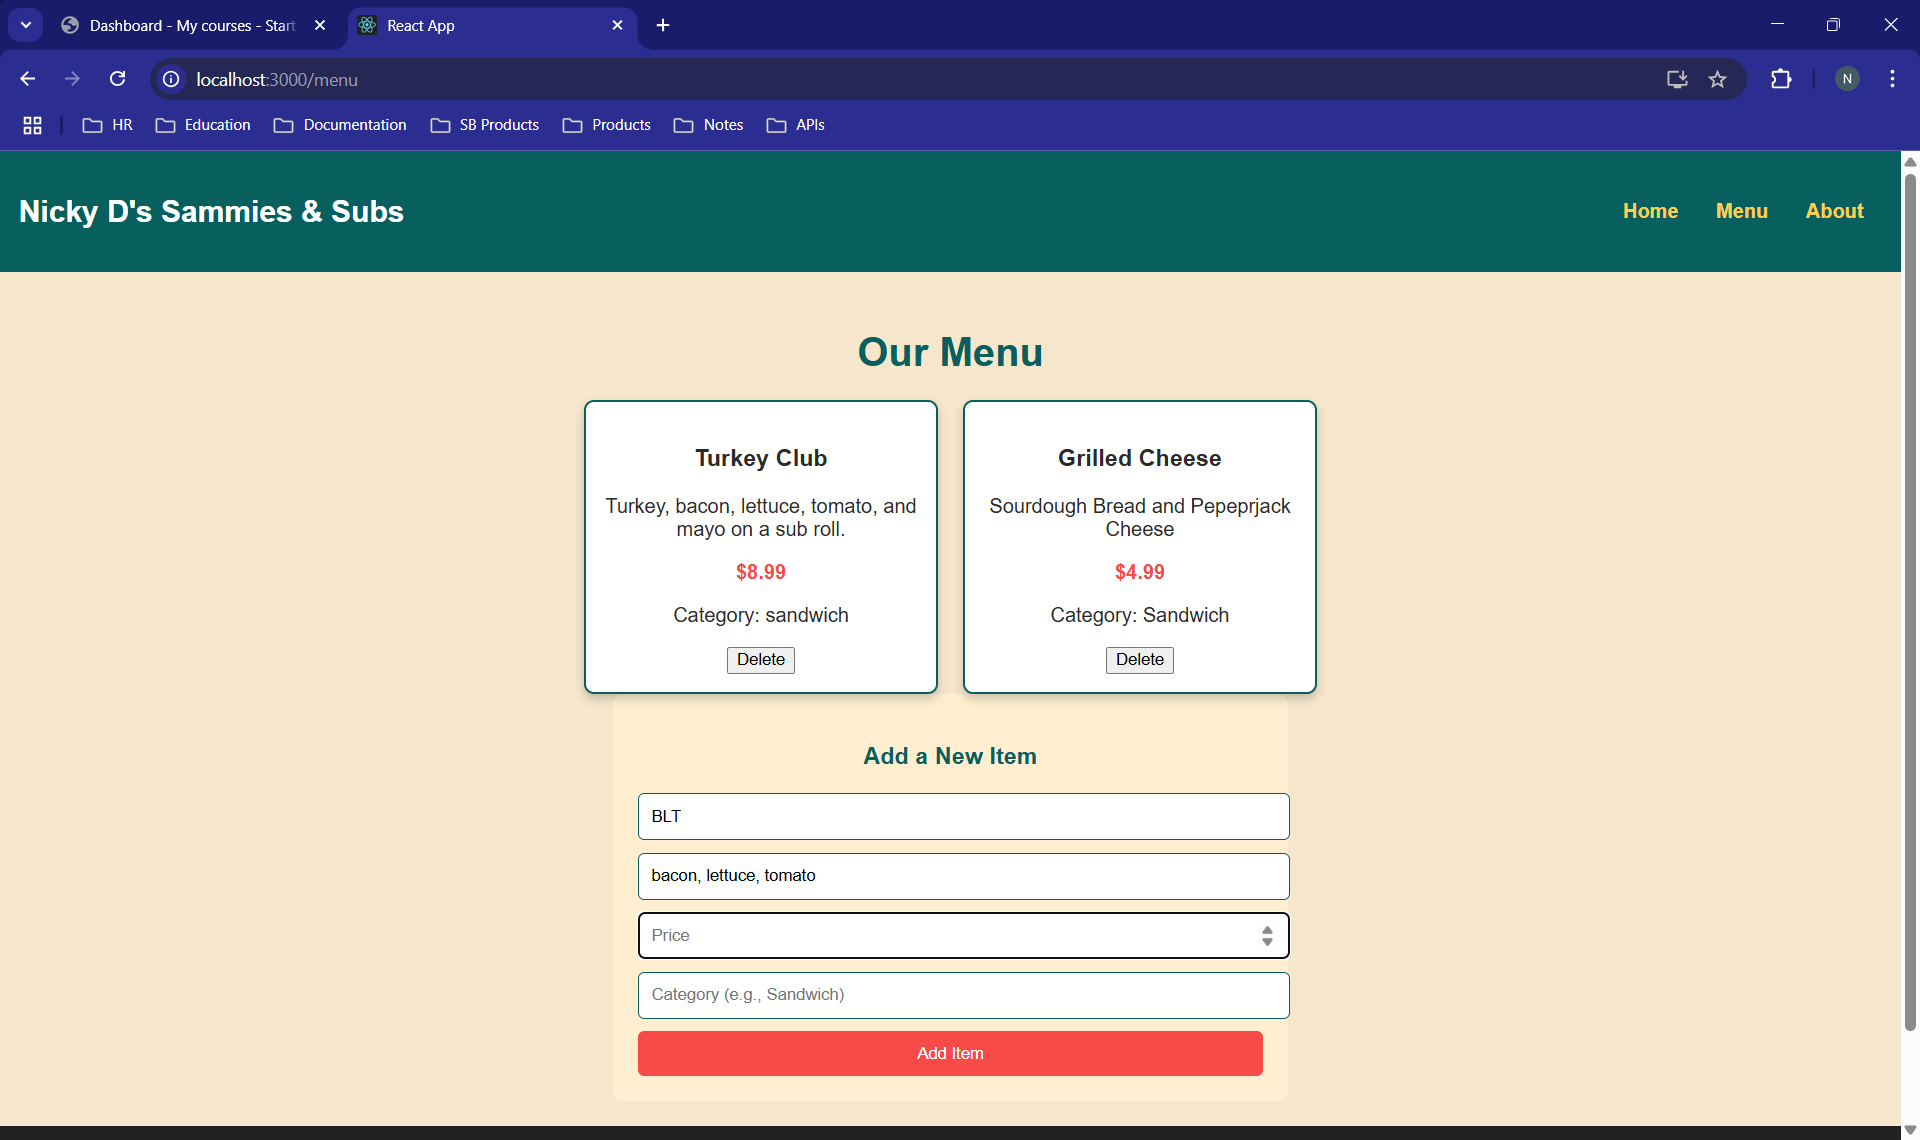 Dashboard - My courses - Start
React App
localhost:3000/menu
N
HR
Education
Documentation
SB Products
Products
Notes
APIs
Nicky D's Sammies & Subs
Home
Menu
About
Our Menu
Turkey Club
Turkey, bacon, lettuce, tomato, and
mayo on a sub roll.
$8.99
Category: sandwich
Delete
Grilled Cheese
Sourdough Bread and Pepeprjack
Cheese
$4.99
Category: Sandwich
Delete
Add a New Item
BLT
bacon, lettuce, tomato
Price
Category (e.g., Sandwich)
Add Item